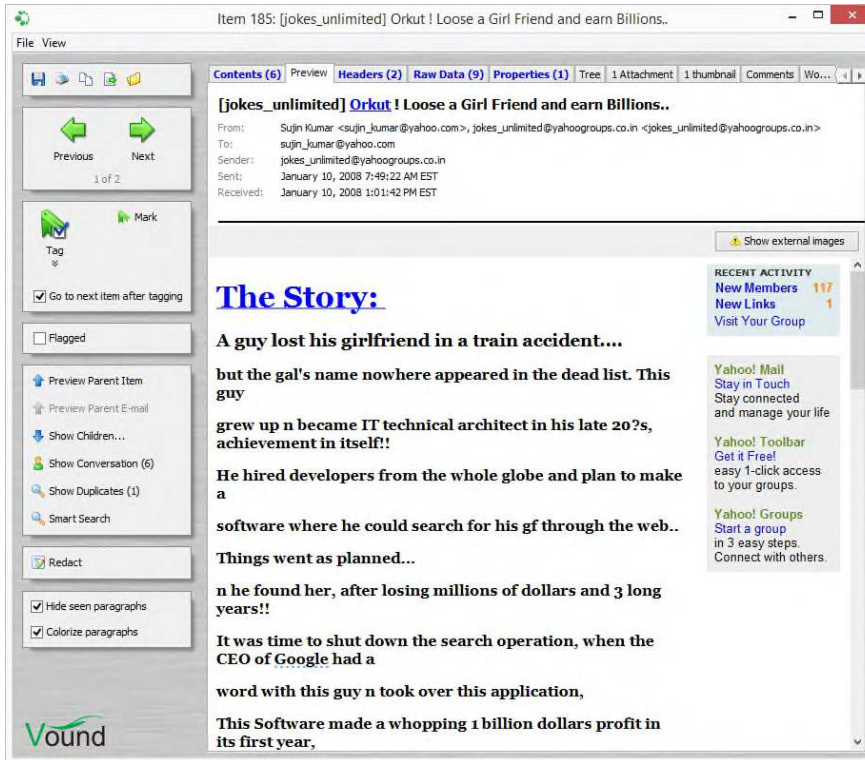 Item 185: [jokes_unlimited] Orkut ! Loose a Girl Friend and earn Billions..
File View
Previous
Next
1 of 2
Tag
Mark
Go to next item after tagging
Flagged
Preview Parent Item
Preview Parent E-mail
Show Children...
Show Conversation (6)
Show Duplicates (1)
Smart Search
Redact
Hide seen paragraphs
Colorize paragraphs
Vound
Contents (6) Preview Headers (2) Raw Data (9) Properties (1) Tree 1 Attachment 1 thumbnail Comments Wo...
[jokes_unlimited] Orkut ! Loose a Girl Friend and earn Billions..
From: Sujin Kumar <sujin_kumar@yahoo.com>, jokes_unlimited@yahoogroups.co.in <jokes_unlimited@yahoogroups.co.in>
To: sujin_kumar@yahoo.com
Sender: jokes_unlimited@yahoogroups.co.in
Sent: January 10, 2008 7:49:22 AM EST
Received: January 10, 2008 1:01:42 PM EST
Show external images
The Story:
A guy lost his girlfriend in a train accident....
but the gal's name nowhere appeared in the dead list. This
guy
grew up n became IT technical architect in his late 20?s,
achievement in itself!!
He hired developers from the whole globe and plan to make
a
software where he could search for his gf through the web..
Things went as planned...
n he found her, after losing millions of dollars and 3 long
years!!
It was time to shut down the search operation, when the
CEO of Google had a
word with this guy n took over this application,
This Software made a whopping 1 billion dollars profit in
its first year,
RECENT ACTIVITY
New Members 117
New Links 1
Visit Your Group
Yahoo! Mail
Stay in Touch
Stay connected
and manage your life
Yahoo! Toolbar
Get it Free!
easy 1-click access
to your groups.
Yahoo! Groups
Start a group
in 3 easy steps.
Connect with others.